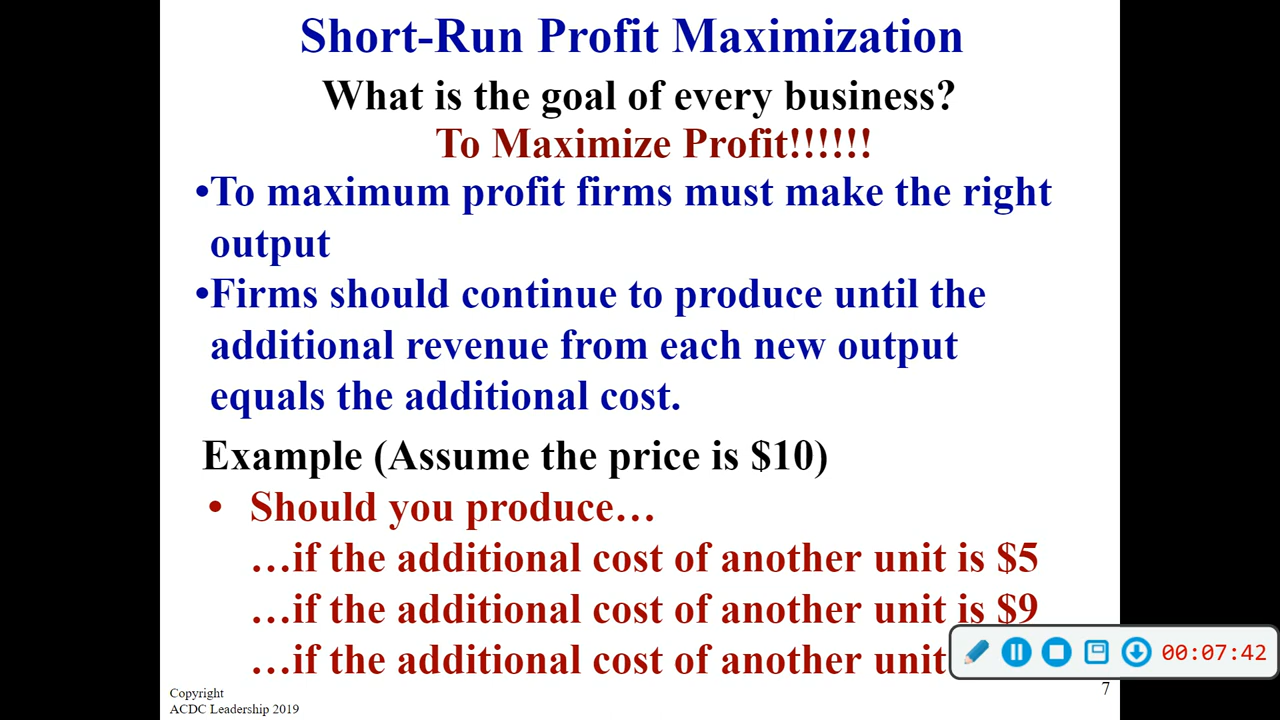 Short-Run Profit Maximization
What is the goal of every business?
To Maximize Profit!!!!!!
•To maximum profit firms must make the right
output
•Firms should continue to produce until the
additional revenue from each new output
equals the additional cost.
Example (Assume the price is $10)
• Should you produce…
…if the additional cost of another unit is $5
…if the additional cost of another unit is $9
…if the additional cost of another unit
00:07:42
Copyright
ACDC Leadership 2019
7